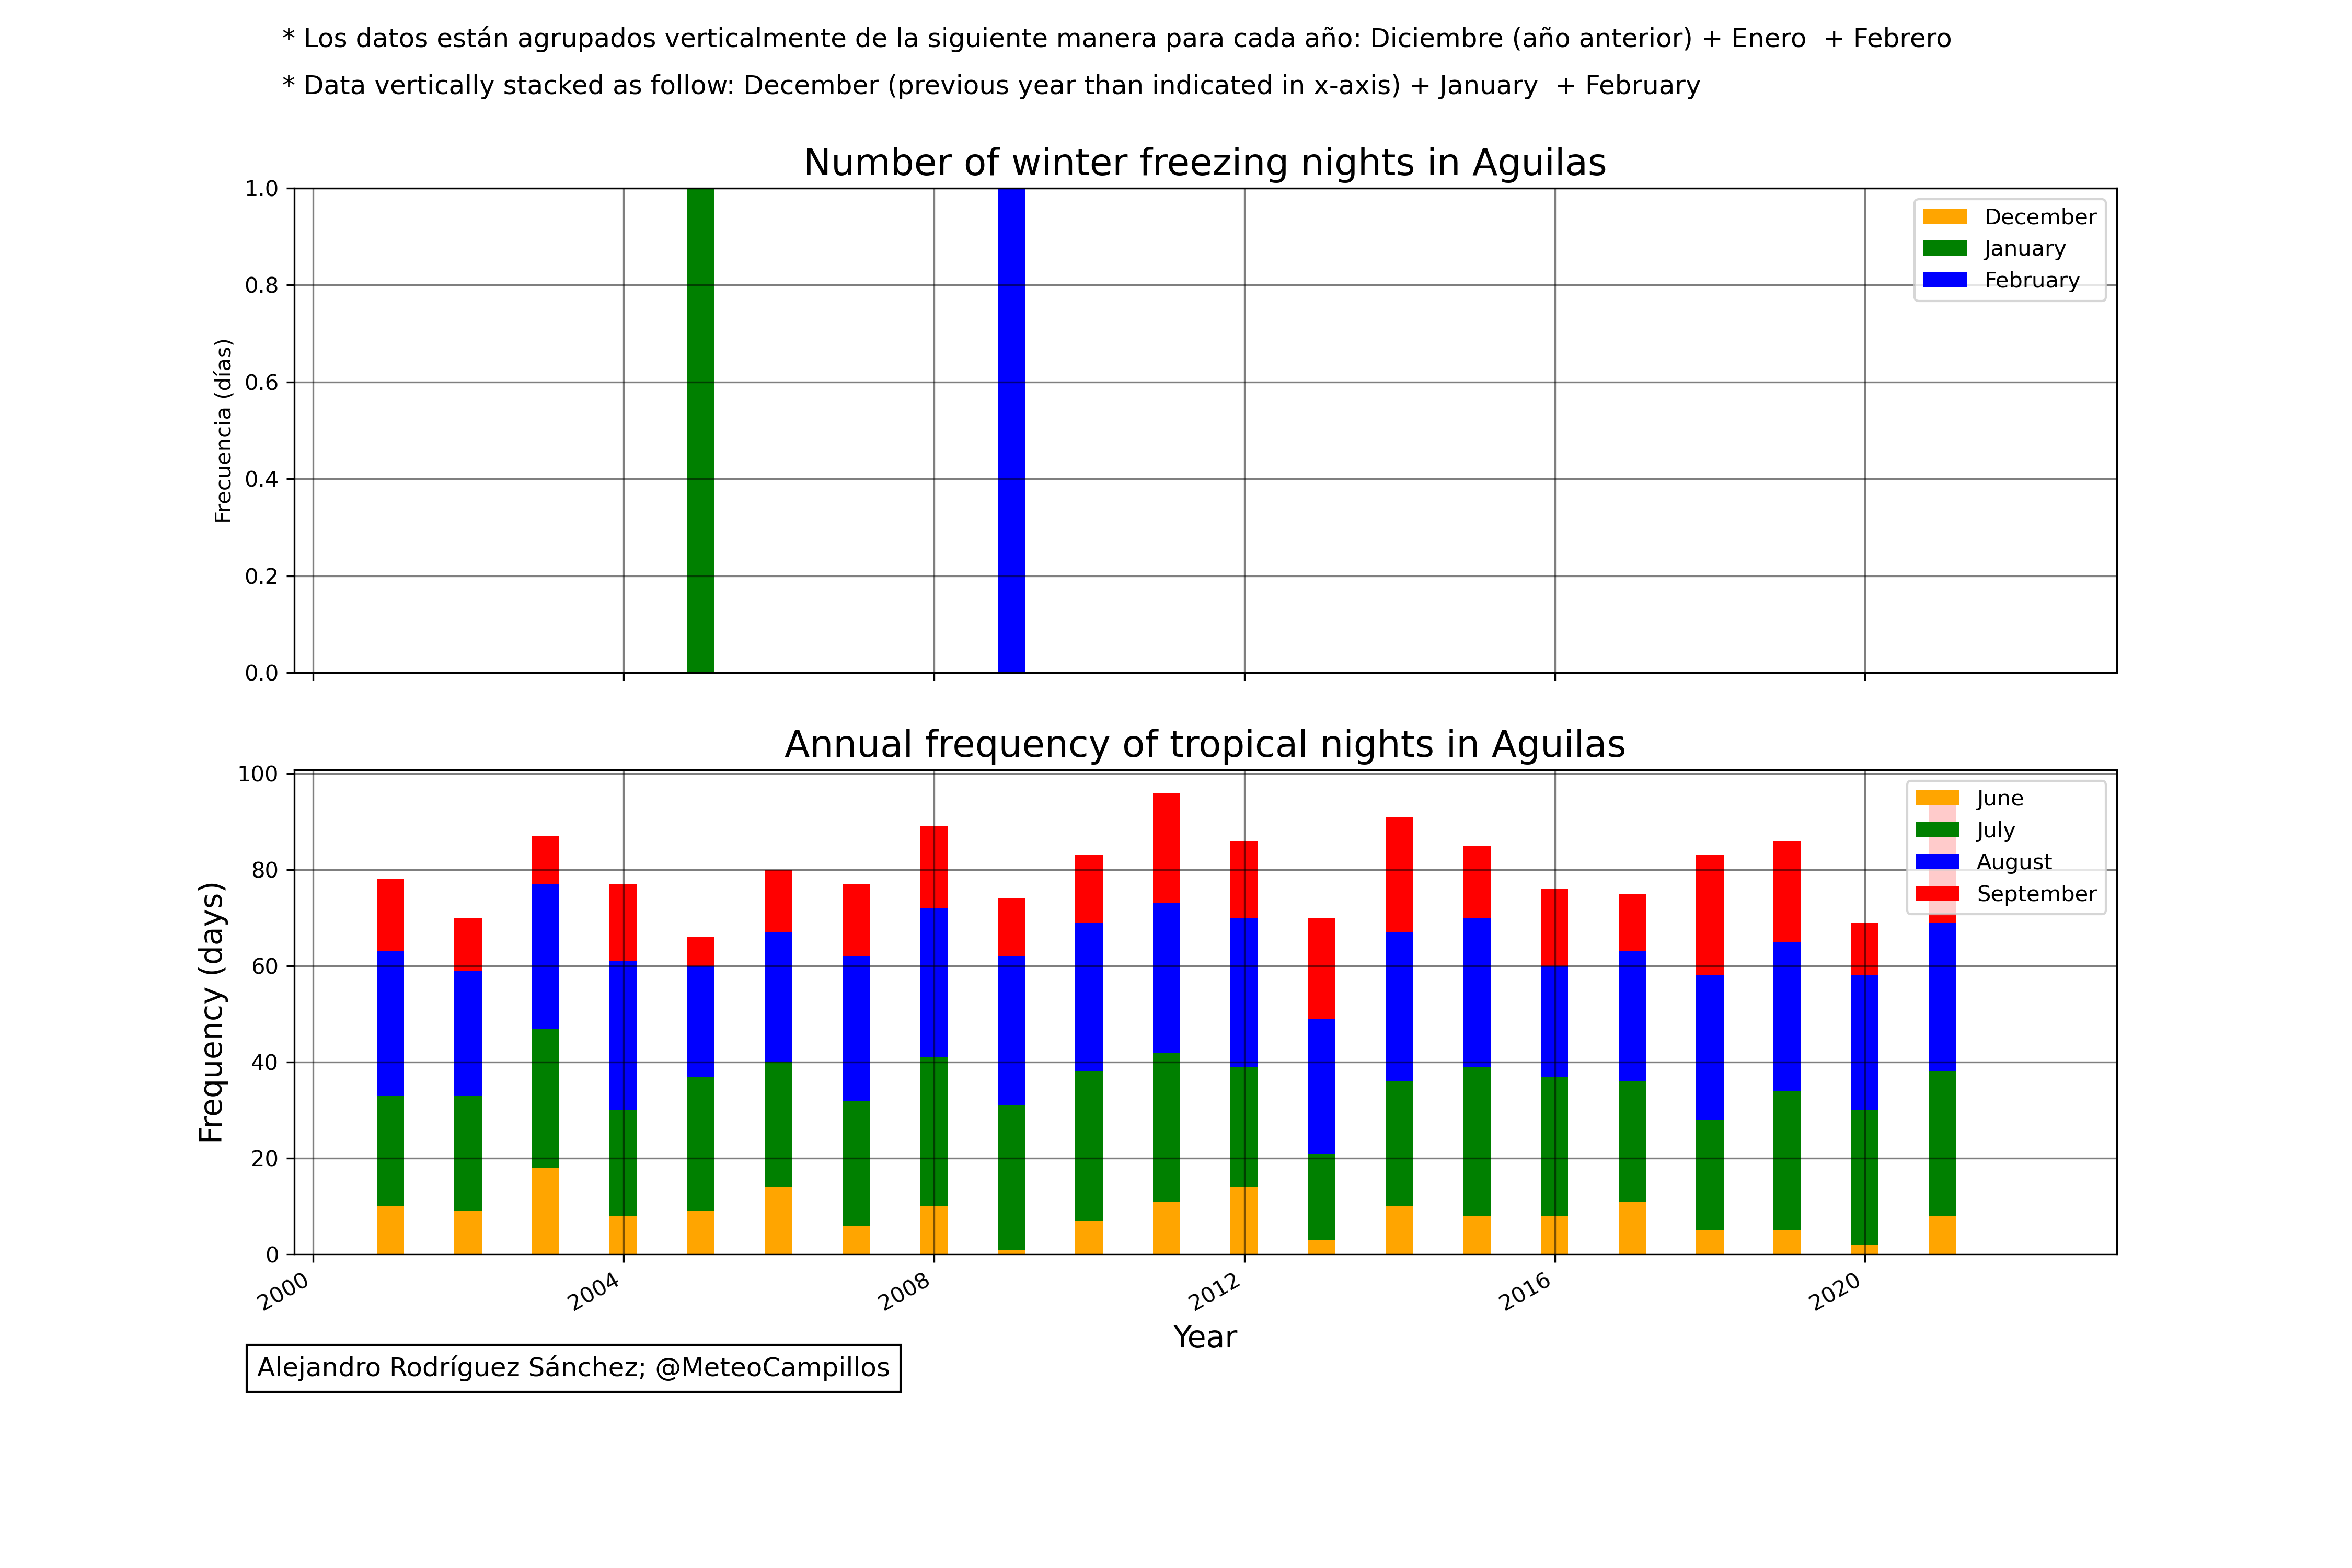 * Los datos están agrupados verticalmente de la siguiente manera para cada año: Diciembre (año anterior) + Enero  + Febrero
* Data vertically stacked as follow: December (previous year than indicated in x-axis) + January  + February
Number of winter freezing nights in Aguilas
1.0
0.8
0.6
0.4
0.2
0.0
Frecuencia (días)
December
January
February
Annual frequency of tropical nights in Aguilas
100
80
60
40
20
0
Frequency (days)
June
July
August
September
2000
2004
2008
2012
2016
2020
Year
Alejandro Rodríguez Sánchez; @MeteoCampillos